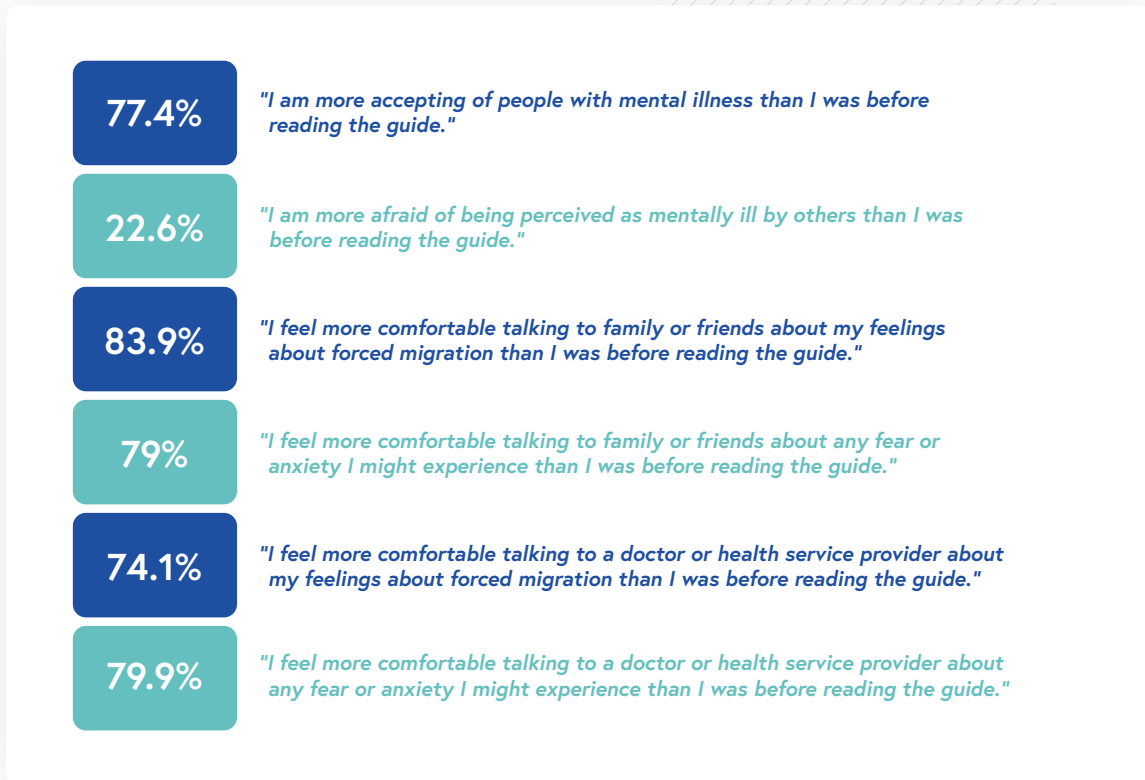 77.4%
"I am more accepting of people with mental illness than I was before
reading the guide."
22.6%
"I am more afraid of being perceived as mentally ill by others than I was
before reading the guide."
83.9%
"I feel more comfortable talking to family or friends about my feelings
about forced migration than I was before reading the guide."
79%
"I feel more comfortable talking to family or friends about any fear or
anxiety I might experience than I was before reading the guide."
74.1%
"I feel more comfortable talking to a doctor or health service provider about
my feelings about forced migration than I was before reading the guide."
79.9%
"I feel more comfortable talking to a doctor or health service provider about
any fear or anxiety I might experience than I was before reading the guide."